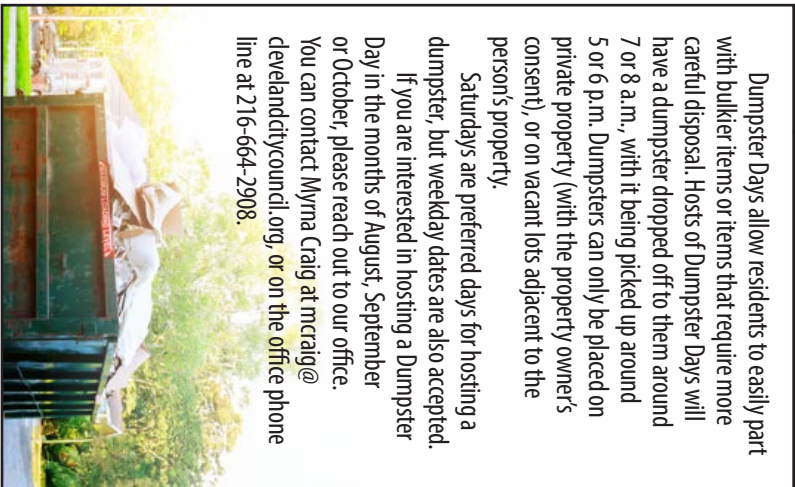 Dumpster Days allow residents to easily part
with bulkier items or items that require more
careful disposal. Hosts of Dumpster Days will
have a dumpster dropped off to them around
7 or 8 a.m., with it being picked up around
5 or 6 p.m. Dumpsters can only be placed on
private property (with the property owner's
consent), or on vacant lots adjacent to the
person's property.
Saturdays are preferred days for hosting a
dumpster, but weekday dates are also accepted.
If you are interested in hosting a Dumpster
Day in the months of August, September
or October, please reach out to our office.
You can contact Myrna Craig at mcraig@
clevelandcitycouncil.org, or on the office phone
line at 216-664-2908.